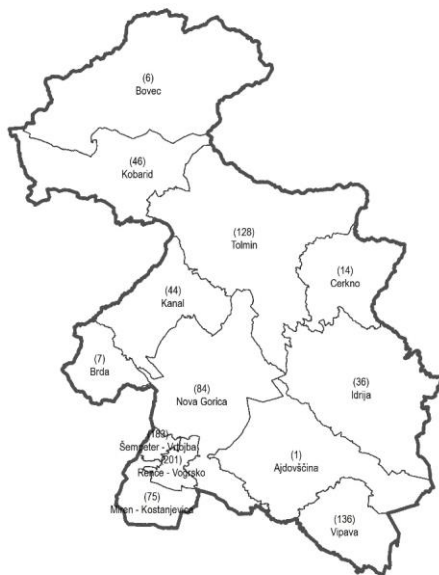 (6)
Bovec
(46)
Kobarid
(128)
Tolmin
(14)
Cerkno
(44)
Kanal
(7)
Brda
(84)
Nova Gorica
(36)
Idrija
(183)
Šempeter - Vrtojba
(201)
Renče - Vogrsko
(1)
Ajdovščina
(75)
Miren - Kostanjevica
(136)
Vipava